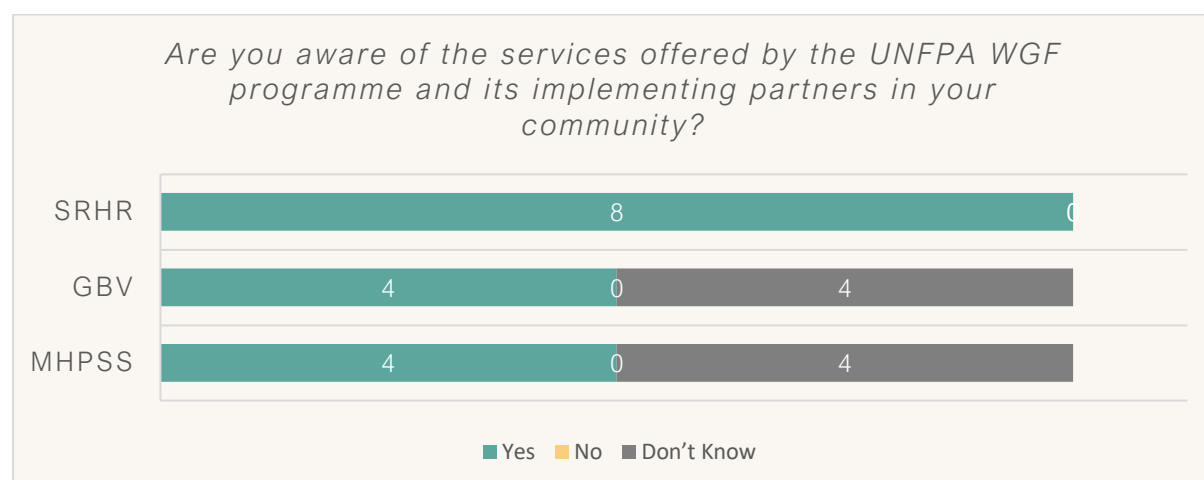 Are you aware of the services offered by the UNFPA WGF
programme and its implementing partners in your
community?
SRHR
8
0
GBV
4
0
4
MHPSS
4
0
4
Yes
No
Don’t Know